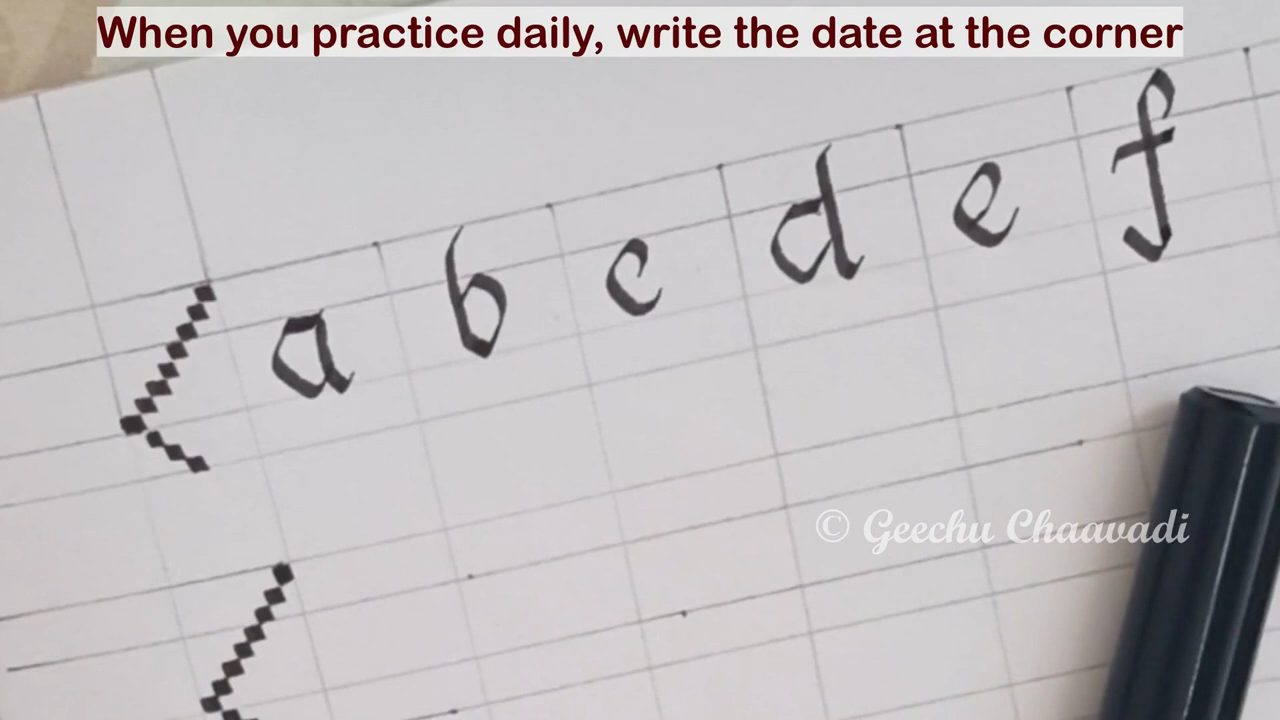 When you practice daily, write the date at the corner
a b c d e f
© Geechu Chaavadi